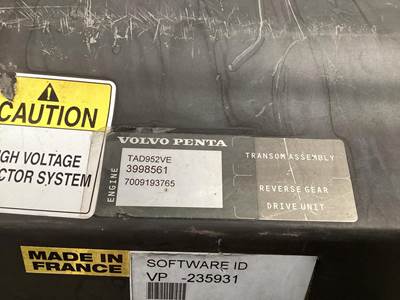 CAUTION
GH VOLTAGE
CTOR SYSTEM
VOLVO PENTA
TAD952VE
3998561
7009193765
ENGINE
TRANSOM ASSEMBLY
REVERSE GEAR
DRIVE UNIT
MADE IN
FRANCE
SOFTWARE ID
VP -235931